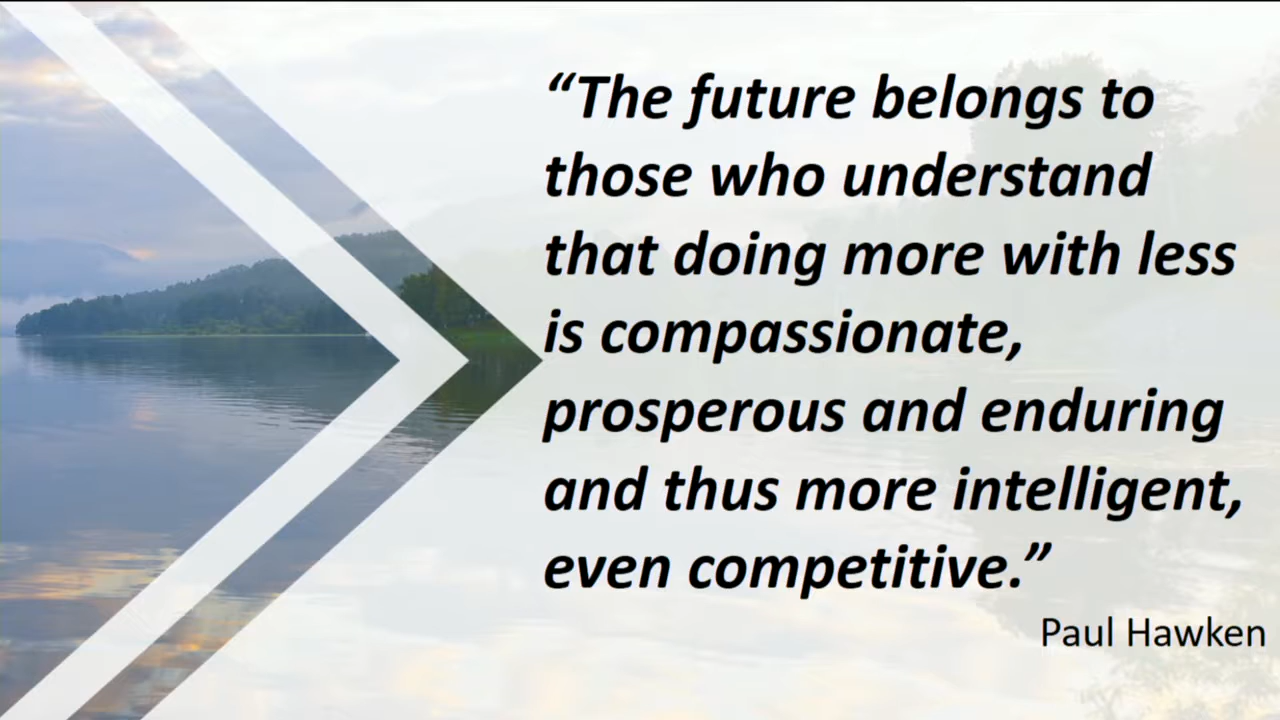 “The future belongs to
those who understand
that doing more with less
is compassionate,
prosperous and enduring
and thus more intelligent,
even competitive.”
Paul Hawken